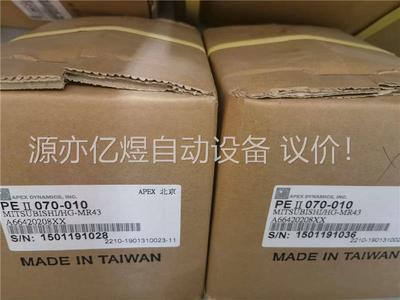 源亦亿煜自动设备 议价！
APEX DYNAMICS, INC.
APEX 北京
PE II 070-010
MITSUBISHI/HG-MR43
A66420208XX
S/N: 1501191028
2210-1901310023-11
MADE IN TAIWAN
APEX DYNAMICS, INC.
PE II 070-010
MITSUBISHI/HG-MR43
A66420208XX
S/N: 1501191036
2210-1901310023
MADE IN TAIWAN